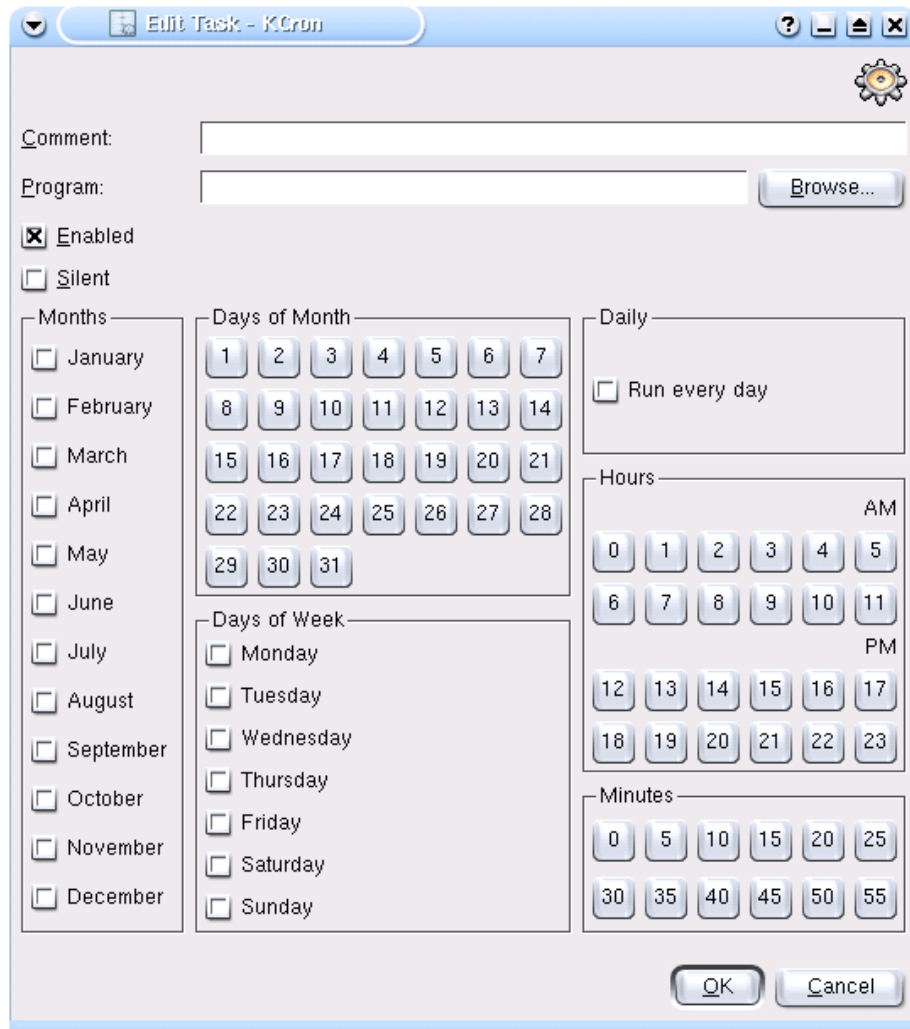 Edit Task - KCron
Comment:
Program:
Browse...
Enabled
Silent
Months
January
February
March
April
May
June
July
August
September
October
November
December
Days of Month
1 2 3 4 5 6 7
8 9 10 11 12 13 14
15 16 17 18 19 20 21
22 23 24 25 26 27 28
29 30 31
Days of Week
Monday
Tuesday
Wednesday
Thursday
Friday
Saturday
Sunday
Daily
Run every day
Hours
AM
0 1 2 3 4 5
6 7 8 9 10 11
PM
12 13 14 15 16 17
18 19 20 21 22 23
Minutes
0 5 10 15 20 25
30 35 40 45 50 55
OK
Cancel